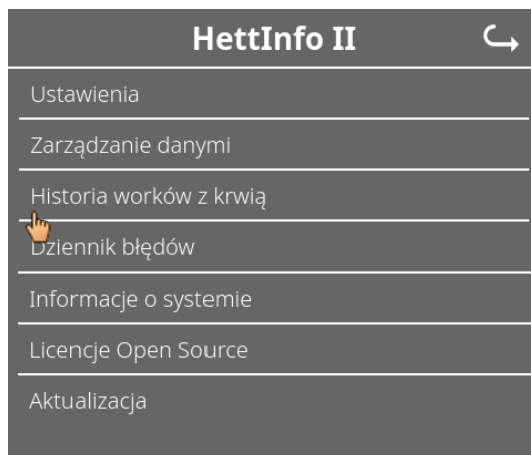 HettInfo II
Ustawienia
Zarządzanie danymi
Historia worków z krwią
Dziennik błędów
Informacje o systemie
Licencje Open Source
Aktualizacja